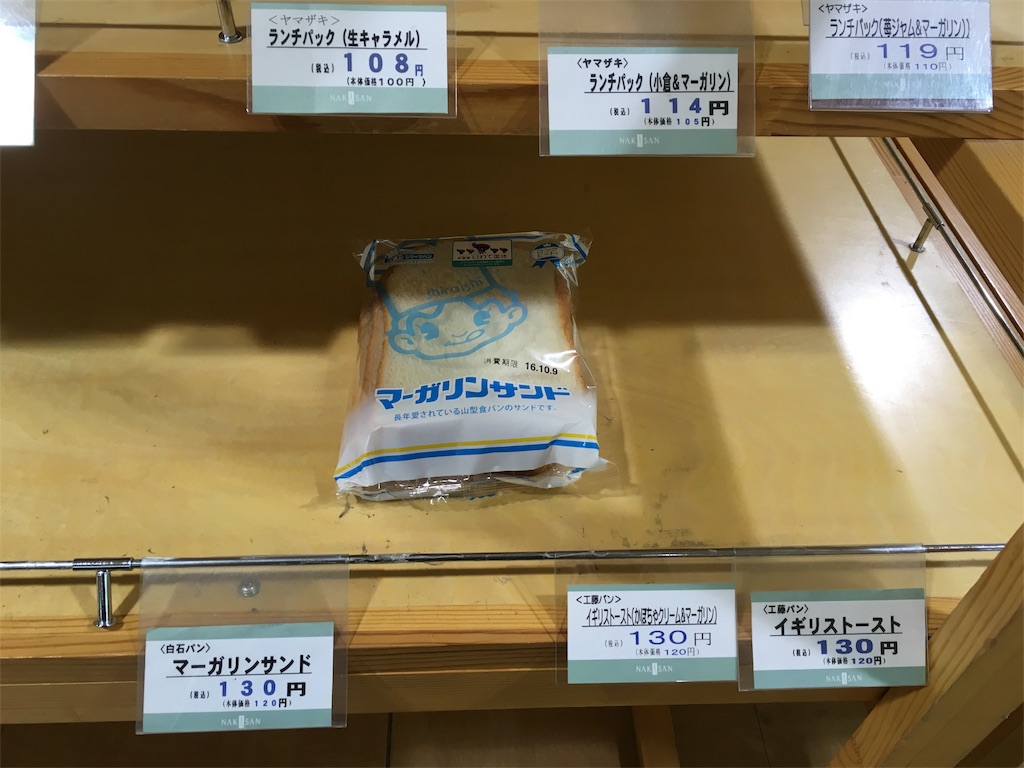 〈ヤマザキ〉
ランチパック（生キャラメル）
（税込）108円
（本体価格100円）
NAKASAN
〈ヤマザキ〉
ランチパック（小倉&マーガリン）
（税込）114円
（本体価格105円）
NAKASAN
〈ヤマザキ〉
ランチパック(苺ジャム&マーガリン)）
（税込）119円
（本体価格110円）
shiraishi
消費期限 16.10.9
マーガリンサンド
長年愛されている山型食パンのサンドです。
〈白石パン〉
マーガリンサンド
（税込）130円
（本体価格120円）
NAKASAN
〈工藤パン〉
イギリストースト(かぼちゃクリーム&マーガリン)
（税込）130円
（本体価格120円）
NAKASAN
〈工藤パン〉
イギリストースト
（税込）130円
（本体価格120円）
NAKASAN